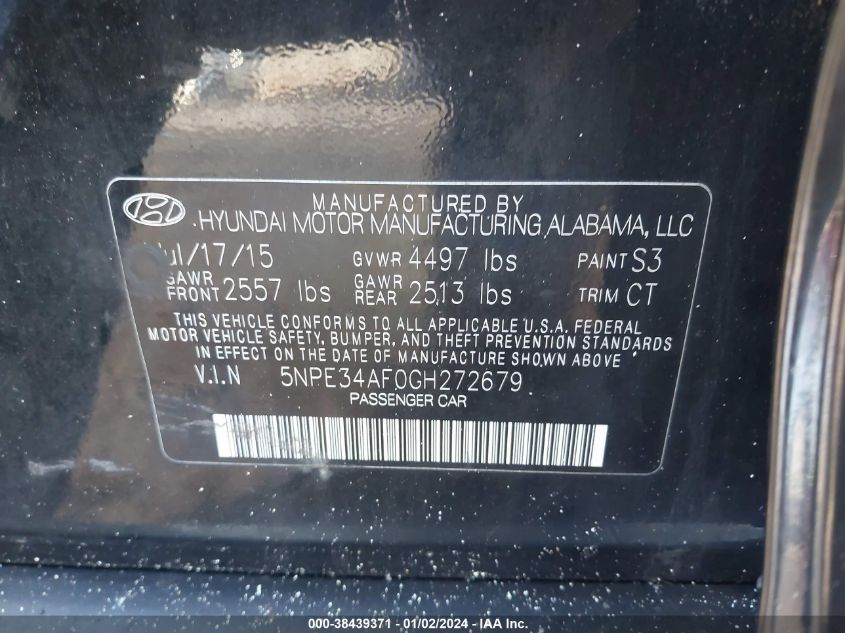 MANUFACTURED BY
HYUNDAI MOTOR MANUFACTURING ALABAMA, LLC
Jul/17/15 GVWR 4497 lbs PAINT S3
GAWR FRONT 2557 lbs GAWR REAR 2513 lbs TRIM CT
THIS VEHICLE CONFORMS TO ALL APPLICABLE U.S.A. FEDERAL
MOTOR VEHICLE SAFETY, BUMPER, AND THEFT PREVENTION STANDARDS
IN EFFECT ON THE DATE OF MANUFACTURE SHOWN ABOVE
V.I.N 5NPE34AF0GH272679
PASSENGER CAR
000-38439371 - 01/02/2024 - IAA Inc.